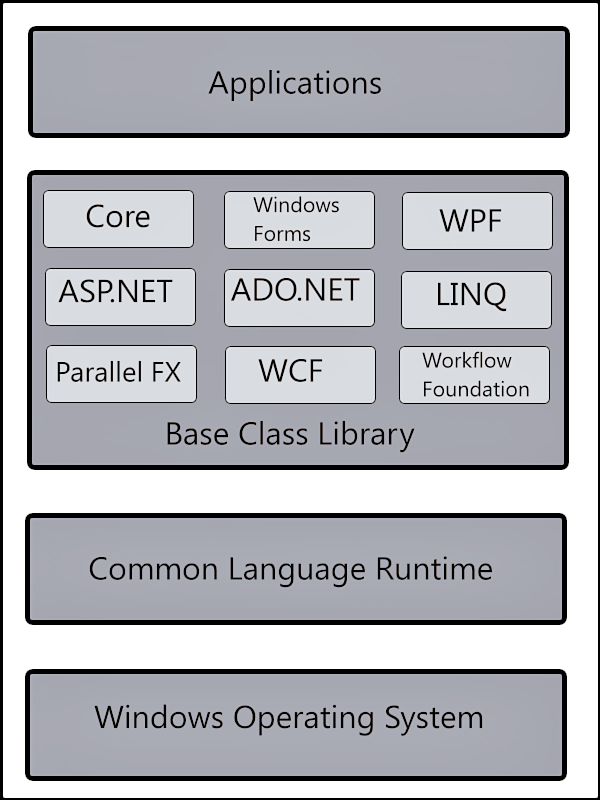 Applications
Core
Windows
Forms
WPF
ASP.NET
ADO.NET
LINQ
Parallel FX
WCF
Workflow
Foundation
Base Class Library
Common Language Runtime
Windows Operating System